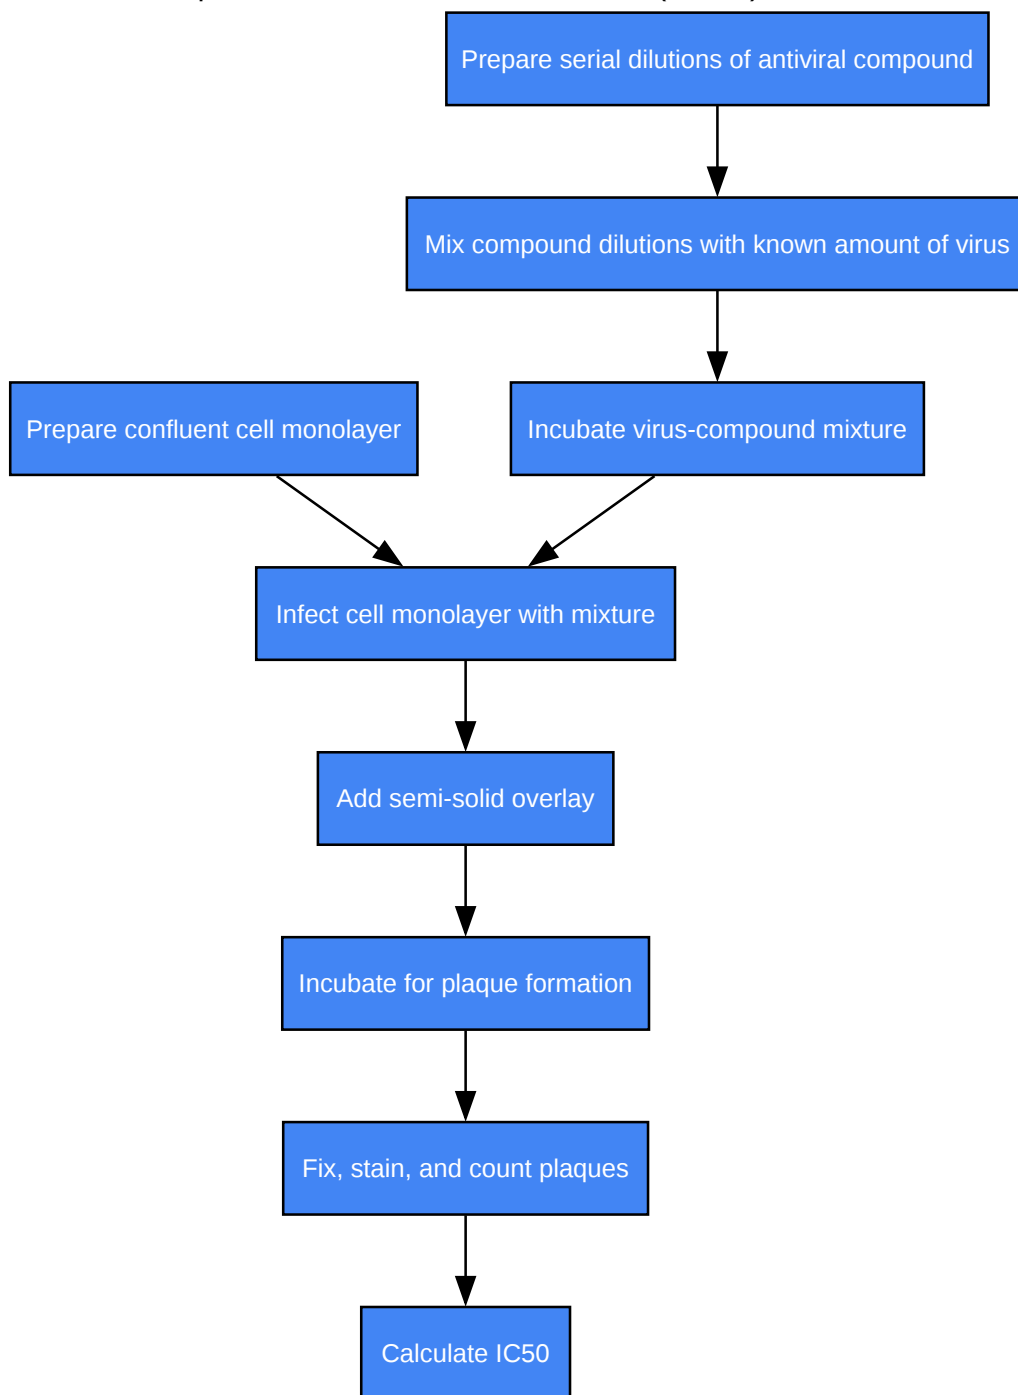 Prepare serial dilutions of antiviral compound
Mix compound dilutions with known amount of virus
Prepare confluent cell monolayer
Incubate virus-compound mixture
Infect cell monolayer with mixture
Add semi-solid overlay
Incubate for plaque formation
Fix, stain, and count plaques
Calculate IC50